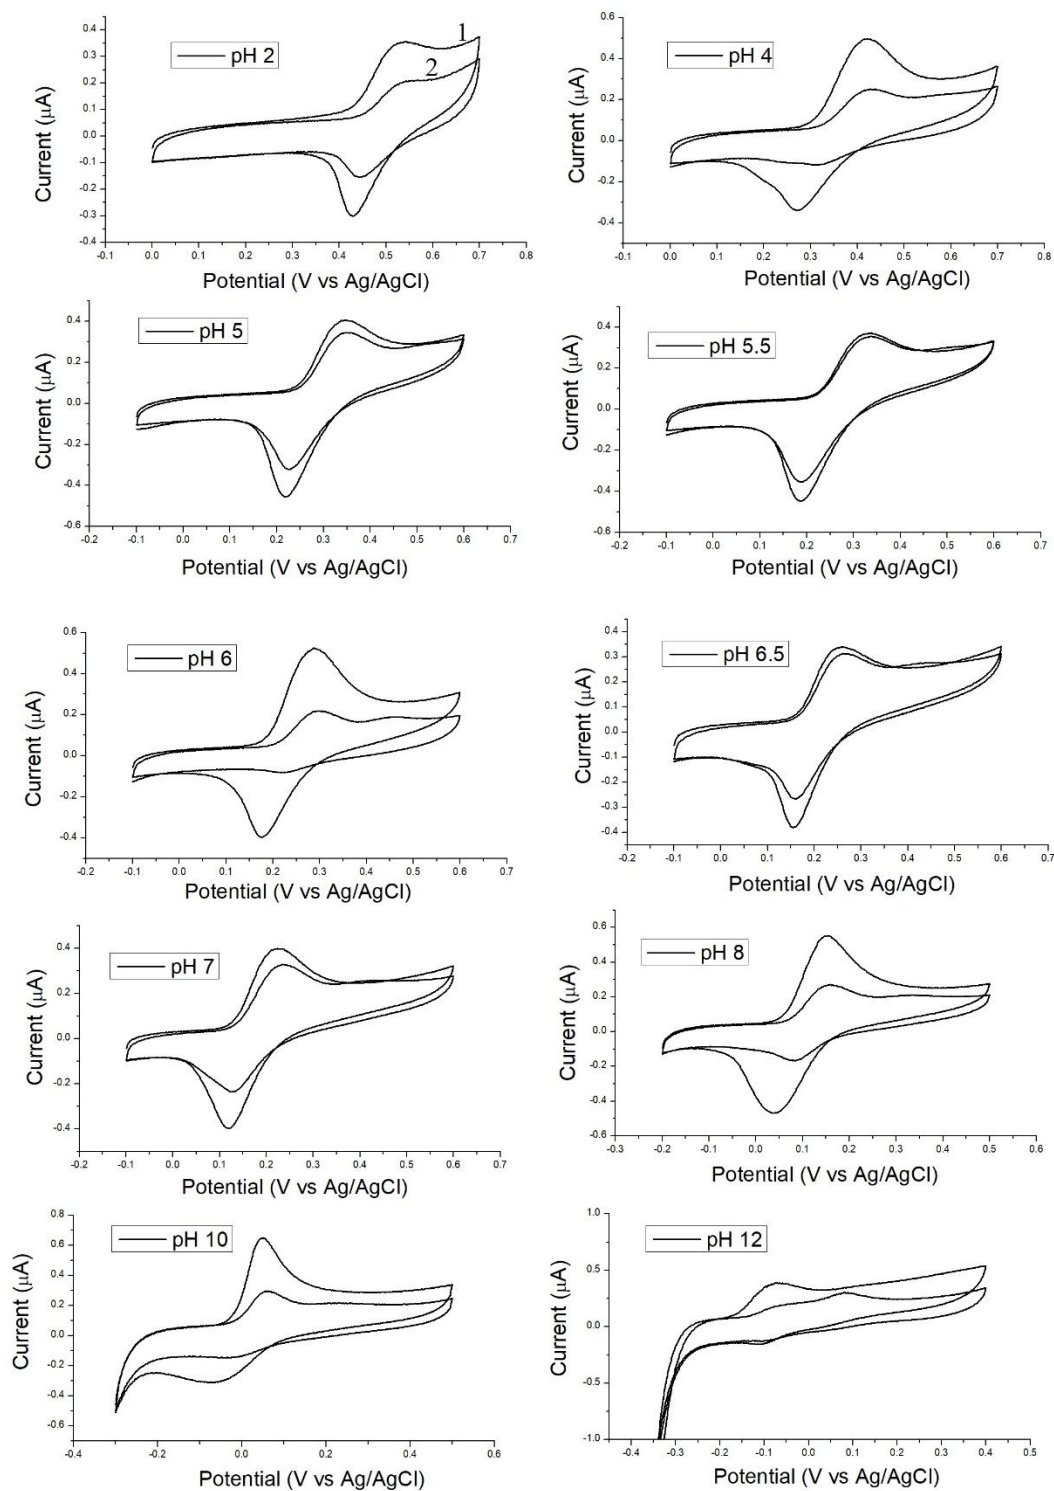 pH 2
1
2
0.4
0.3
0.2
0.1
0.0
-0.1
-0.2
-0.3
-0.4
Current (μA)
0.0 0.1 0.2 0.3 0.4 0.5 0.6 0.7 0.8
Potential (V vs Ag/AgCl)
pH 4
0.6
0.4
0.2
0.0
-0.2
-0.4
Current (μA)
-0.1 0.0 0.1 0.2 0.3 0.4 0.5 0.6 0.7 0.8
Potential (V vs Ag/AgCl)
pH 5
0.4
0.2
0.0
-0.2
-0.4
-0.6
Current (μA)
-0.2 -0.1 0.0 0.1 0.2 0.3 0.4 0.5 0.6 0.7
Potential (V vs Ag/AgCl)
pH 5.5
0.4
0.2
0.0
-0.2
-0.4
-0.6
Current (μA)
-0.2 -0.1 0.0 0.1 0.2 0.3 0.4 0.5 0.6 0.7
Potential (V vs Ag/AgCl)
pH 6
0.6
0.4
0.2
0.0
-0.2
-0.4
Current (μA)
-0.2 -0.1 0.0 0.1 0.2 0.3 0.4 0.5 0.6 0.7
Potential (V vs Ag/AgCl)
pH 6.5
0.4
0.3
0.2
0.1
0.0
-0.1
-0.2
-0.3
-0.4
Current (μA)
-0.2 -0.1 0.0 0.1 0.2 0.3 0.4 0.5 0.6 0.7
Potential (V vs Ag/AgCl)
pH 7
0.4
0.2
0.0
-0.2
-0.4
Current (μA)
-0.2 -0.1 0.0 0.1 0.2 0.3 0.4 0.5 0.6 0.7
Potential (V vs Ag/AgCl)
pH 8
0.6
0.4
0.2
0.0
-0.2
-0.4
-0.6
Current (μA)
-0.3 -0.2 -0.1 0.0 0.1 0.2 0.3 0.4 0.5 0.6
Potential (V vs Ag/AgCl)
pH 10
0.8
0.6
0.4
0.2
0.0
-0.2
-0.4
-0.6
Current (μA)
-0.4 -0.2 0.0 0.2 0.4 0.6
Potential (V vs Ag/AgCl)
pH 12
1.0
0.5
0.0
-0.5
-1.0
Current (μA)
-0.4 -0.3 -0.2 -0.1 0.0 0.1 0.2 0.3 0.4 0.5
Potential (V vs Ag/AgCl)